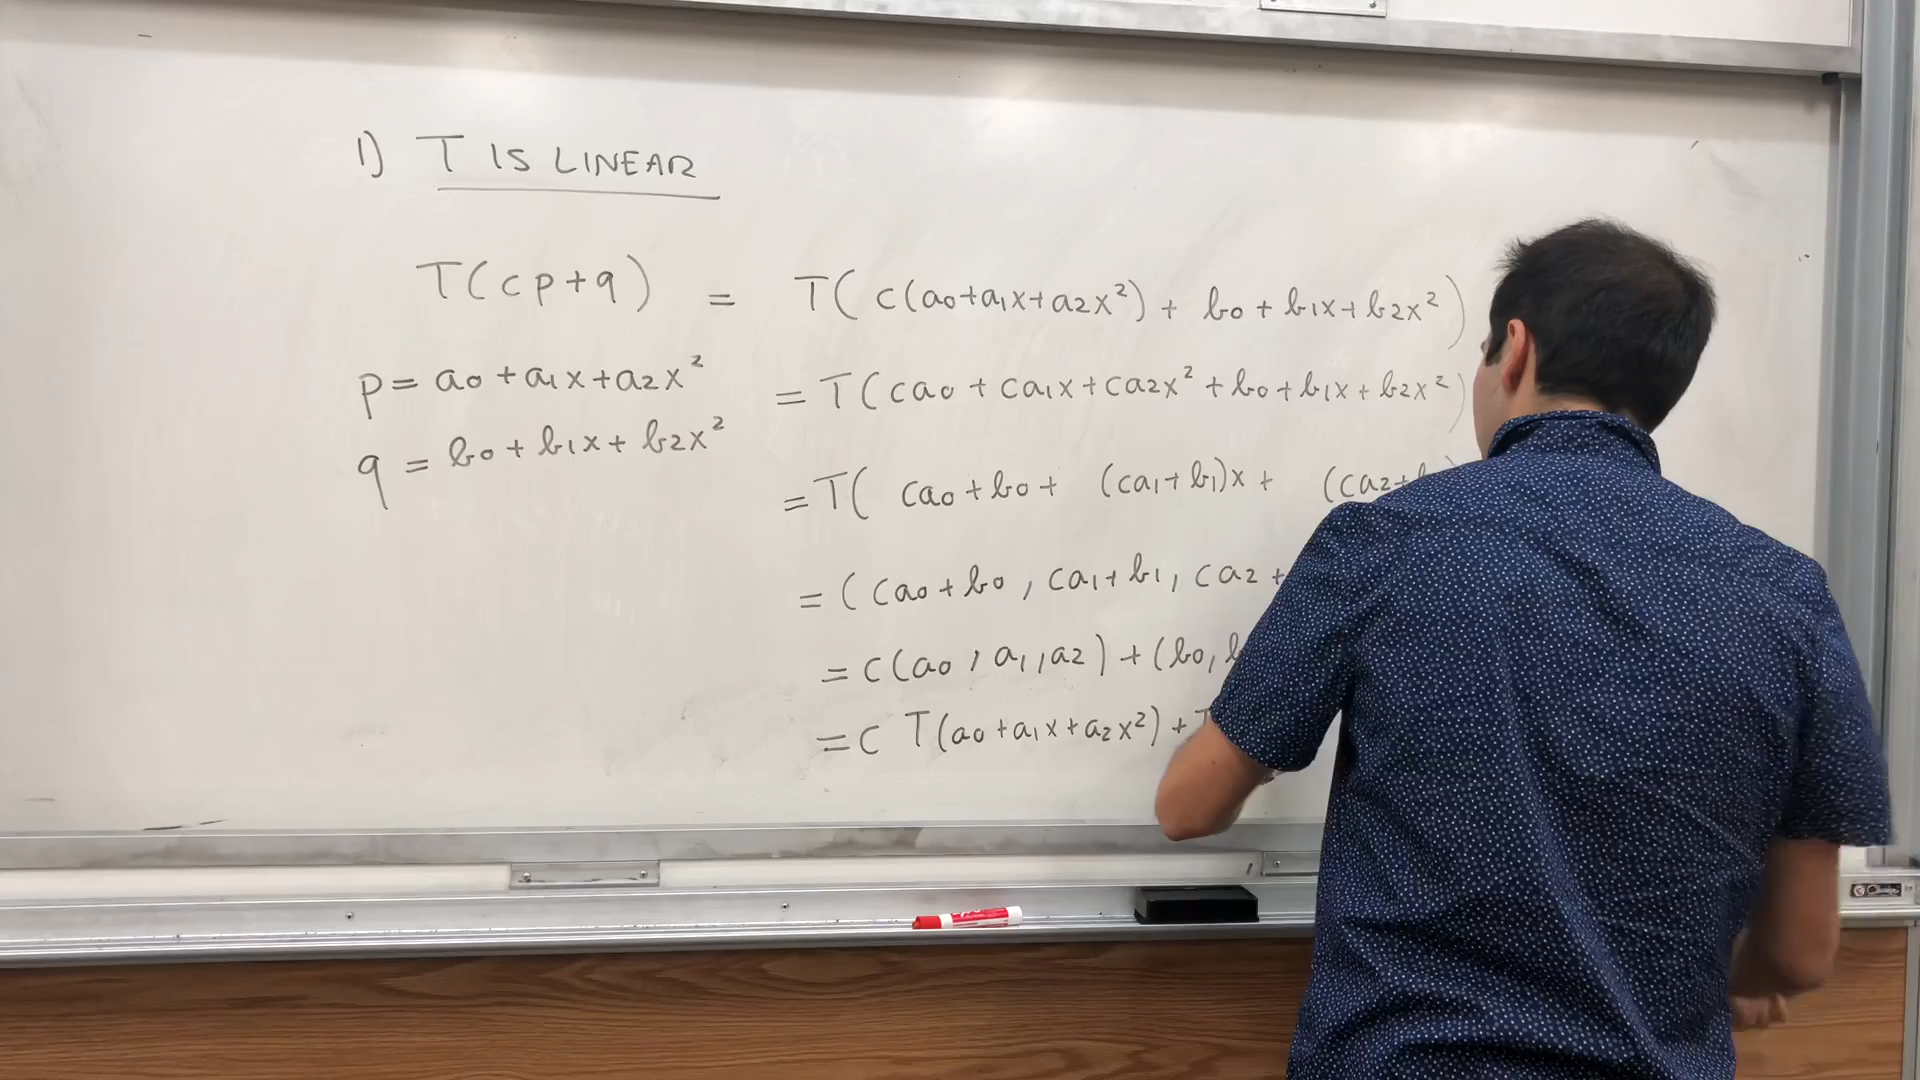 1) T IS LINEAR
T(cp+q) = T(c(a0+a1x+a2x²) + b0+b1x+b2x²)
p = a0+a1x+a2x²
= T(ca0+ca1x+ca2x²+b0+b1x+b2x²)
q = b0+b1x+b2x²
= T( ca0+b0+ (ca1+b1)x + (ca2+
= (ca0+b0, ca1+b1, ca2+
= c(a0, a1, a2) + (b0,
= c T(a0+a1x+a2x²) +